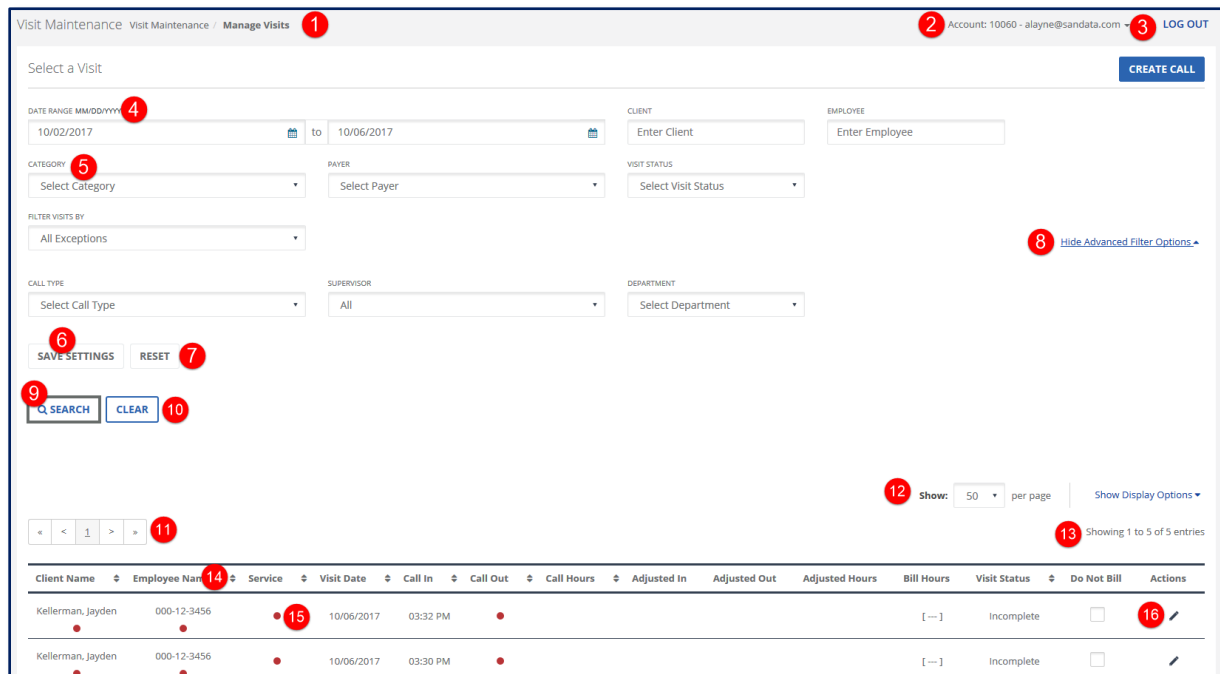 Visit Maintenance Visit Maintenance / Manage Visits 1 2 Account: 10060 - alayne@sandata.com 3 LOG OUT
Select a Visit CREATE CALL
DATE RANGE MM/DD/YYYY 4 CLIENT EMPLOYEE
10/02/2017 to 10/06/2017 Enter Client Enter Employee
CATEGORY 5 PAYER VISIT STATUS
Select Category Select Payer Select Visit Status
FILTER VISITS BY
All Exceptions 8 Hide Advanced Filter Options
CALL TYPE SUPERVISOR DEPARTMENT
Select Call Type All Select Department
6
SAVE SETTINGS RESET 7
9
SEARCH CLEAR 10
12 Show: 50 per page Show Display Options
« < 1 > » 11 13 Showing 1 to 5 of 5 entries
Client Name Employee Name 14 Service Visit Date Call In Call Out Call Hours Adjusted In Adjusted Out Adjusted Hours Bill Hours Visit Status Do Not Bill Actions
Kellerman, Jayden 000-12-3456 15 10/06/2017 03:32 PM [ --- ] Incomplete 16
Kellerman, Jayden 000-12-3456 10/06/2017 03:30 PM [ --- ] Incomplete